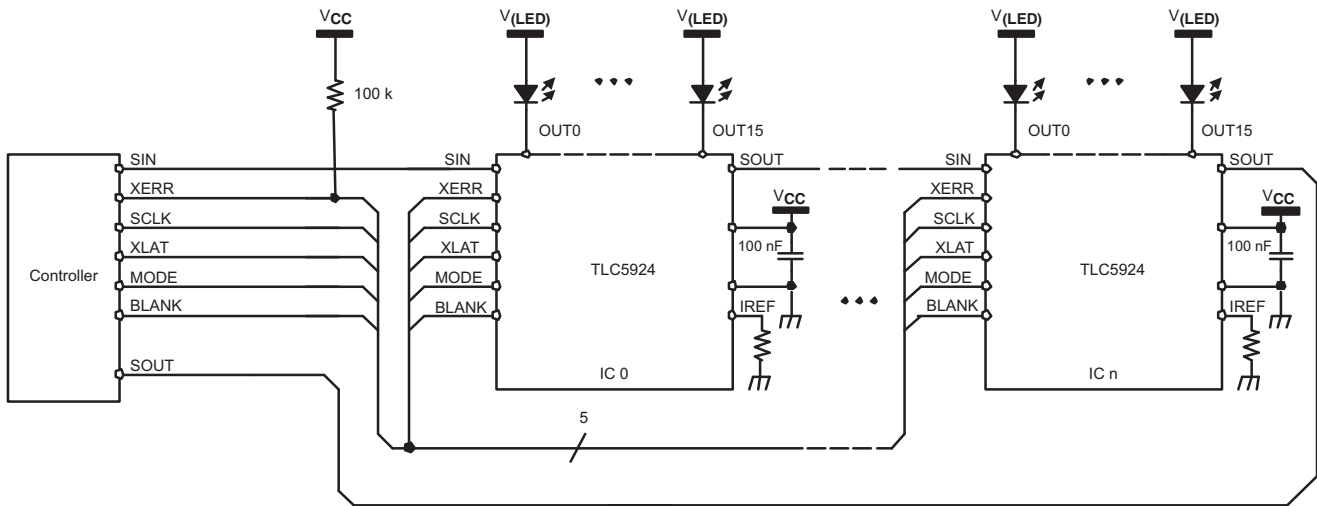 VCC V(LED) V(LED) V(LED) V(LED)
100 k
OUT0 OUT15 OUT0 OUT15
SIN SIN SOUT SIN SOUT
XERR XERR VCC XERR VCC
SCLK SCLK SCLK
100 nF 100 nF
XLAT XLAT XLAT
Controller TLC5924 TLC5924
MODE MODE MODE
BLANK BLANK IREF BLANK IREF
SOUT IC 0 IC n
5